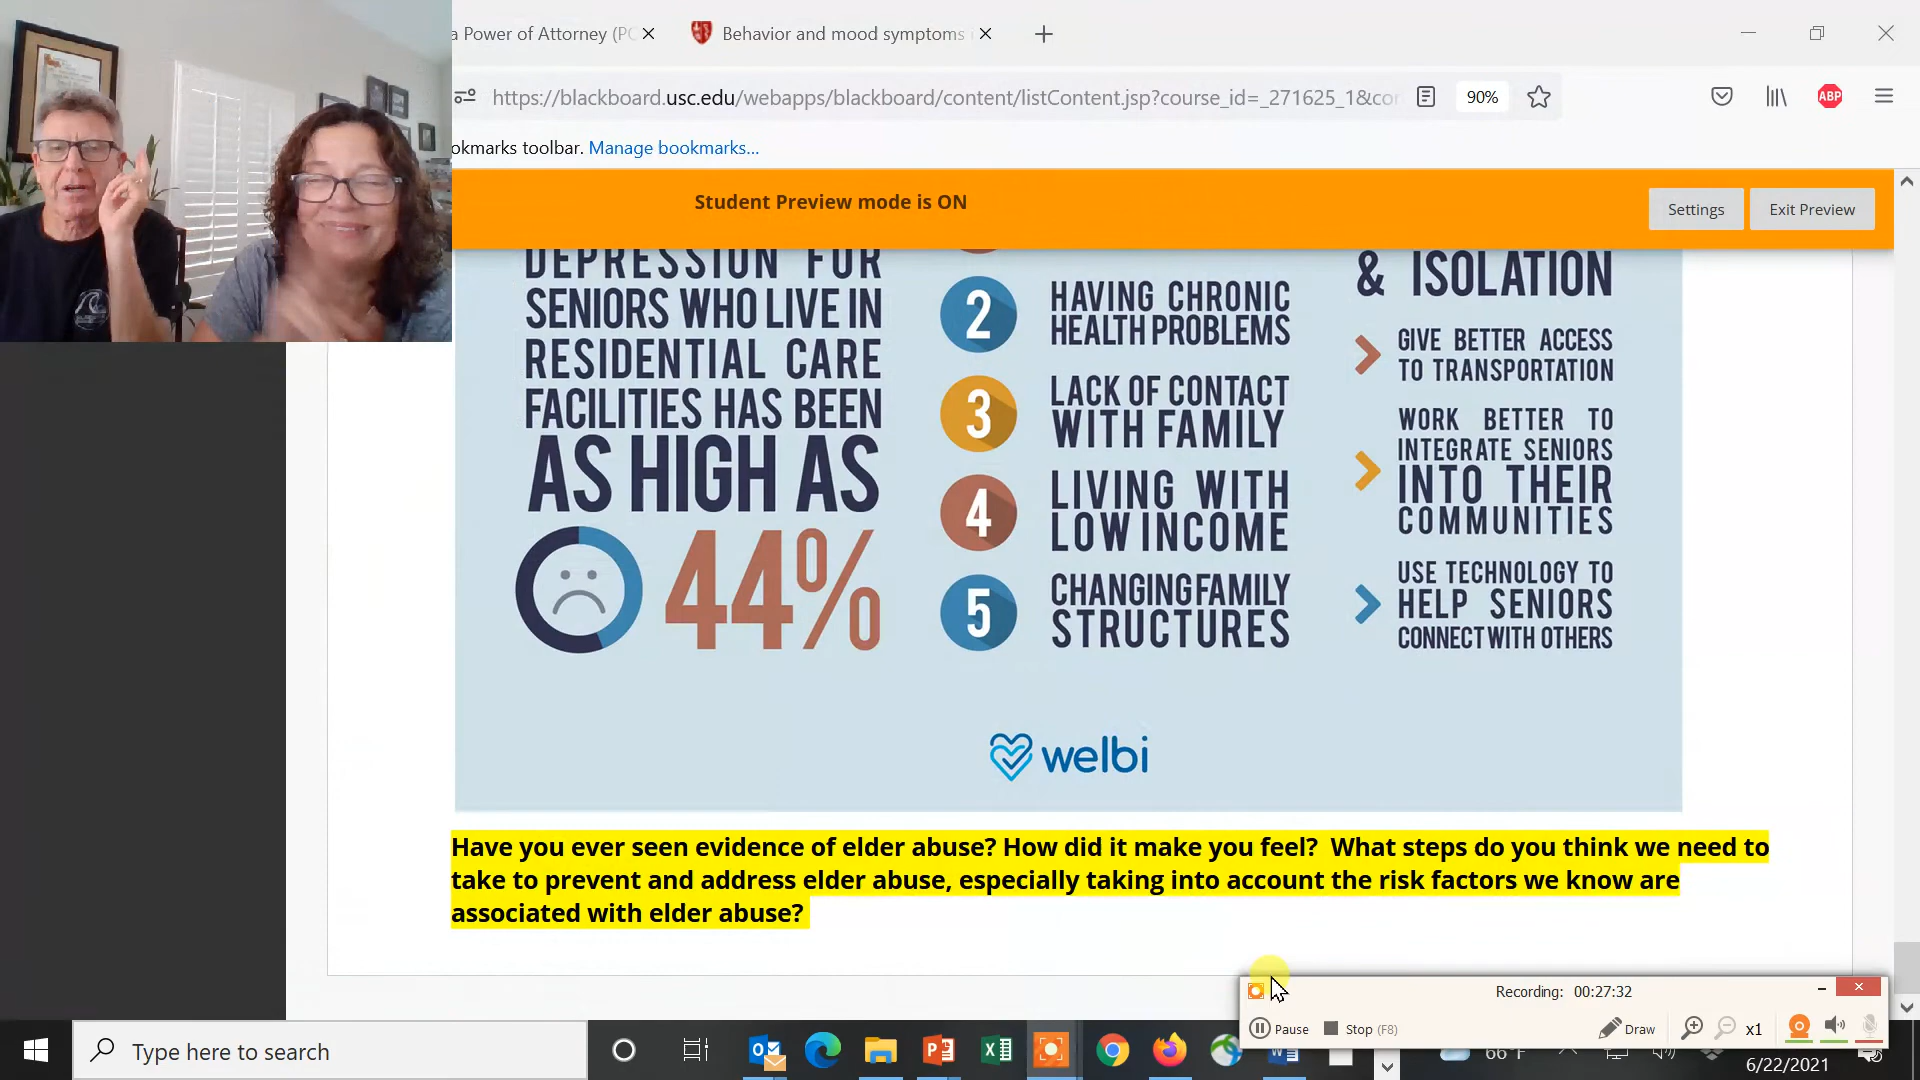 a Power of Attorney (PC
Behavior and mood symptoms
https://blackboard.usc.edu/webapps/blackboard/content/listContent.jsp?course_id=_271625_1&co
90%
ABP
okmarks toolbar. Manage bookmarks...
Student Preview mode is ON
Settings
Exit Preview
DEPRESSION FOR
SENIORS WHO LIVE IN
RESIDENTIAL CARE
FACILITIES HAS BEEN
AS HIGH AS
44%
2
HAVING CHRONIC
HEALTH PROBLEMS
3
LACK OF CONTACT
WITH FAMILY
4
LIVING WITH
LOW INCOME
5
CHANGING FAMILY
STRUCTURES
& ISOLATION
GIVE BETTER ACCESS
TO TRANSPORTATION
WORK BETTER TO
INTEGRATE SENIORS
INTO THEIR
COMMUNITIES
USE TECHNOLOGY TO
HELP SENIORS
CONNECT WITH OTHERS
welbi
Have you ever seen evidence of elder abuse? How did it make you feel? What steps do you think we need to
take to prevent and address elder abuse, especially taking into account the risk factors we know are
associated with elder abuse?
Recording: 00:27:32
Pause
Stop (F8)
Draw
x1
Type here to search
66°F
6/22/2021